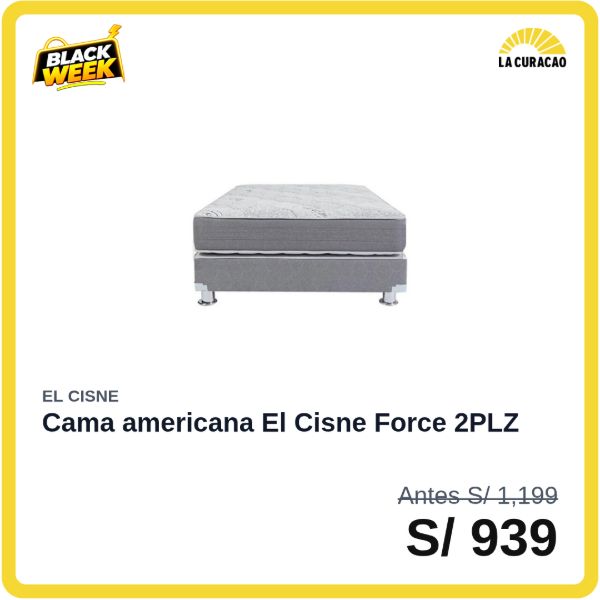 BLACK
WEEK
LA CURACAO
EL CISNE
Cama americana El Cisne Force 2PLZ
Antes S/ 1,199
S/ 939